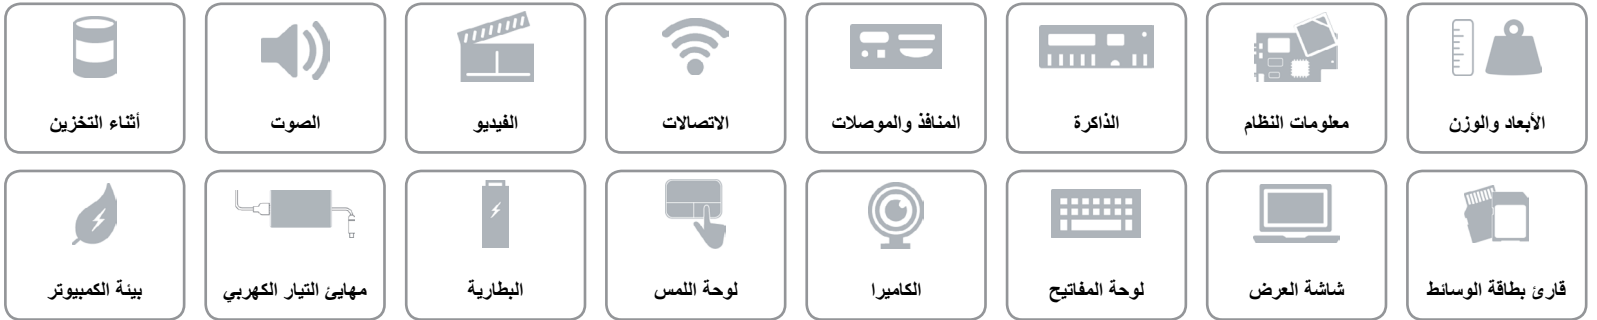 الأبعاد والوزن
معلومات النظام
الذاكرة
المنافذ والموصلات
الاتصالات
الفيديو
الصوت
أثناء التخزين
قارئ بطاقة الوسائط
شاشة العرض
لوحة المفاتيح
الكاميرا
لوحة اللمس
البطارية
مهايئ التيار الكهربي
بيئة الكمبيوتر